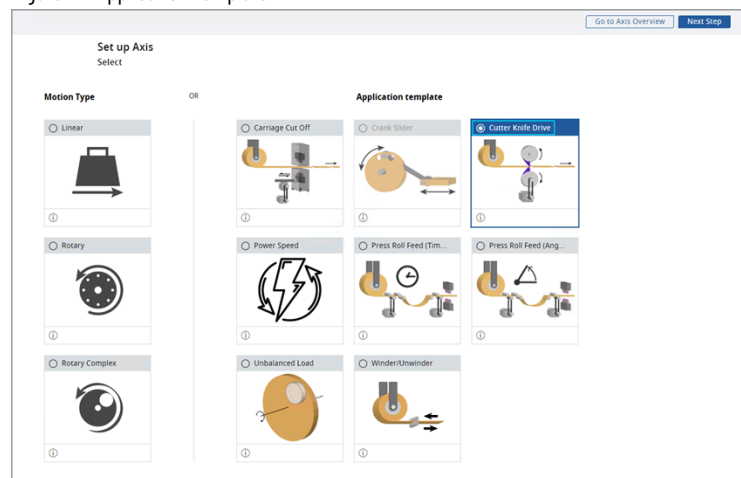 Go to Axis Overview Next Step
Set up Axis
Select
Motion Type OR Application template
Linear Carriage Cut Off Crank Slider Cutter Knife Drive
Rotary Power Speed Press Roll Feed (Tim... Press Roll Feed (Ang...
Rotary Complex Unbalanced Load Winder/Unwinder